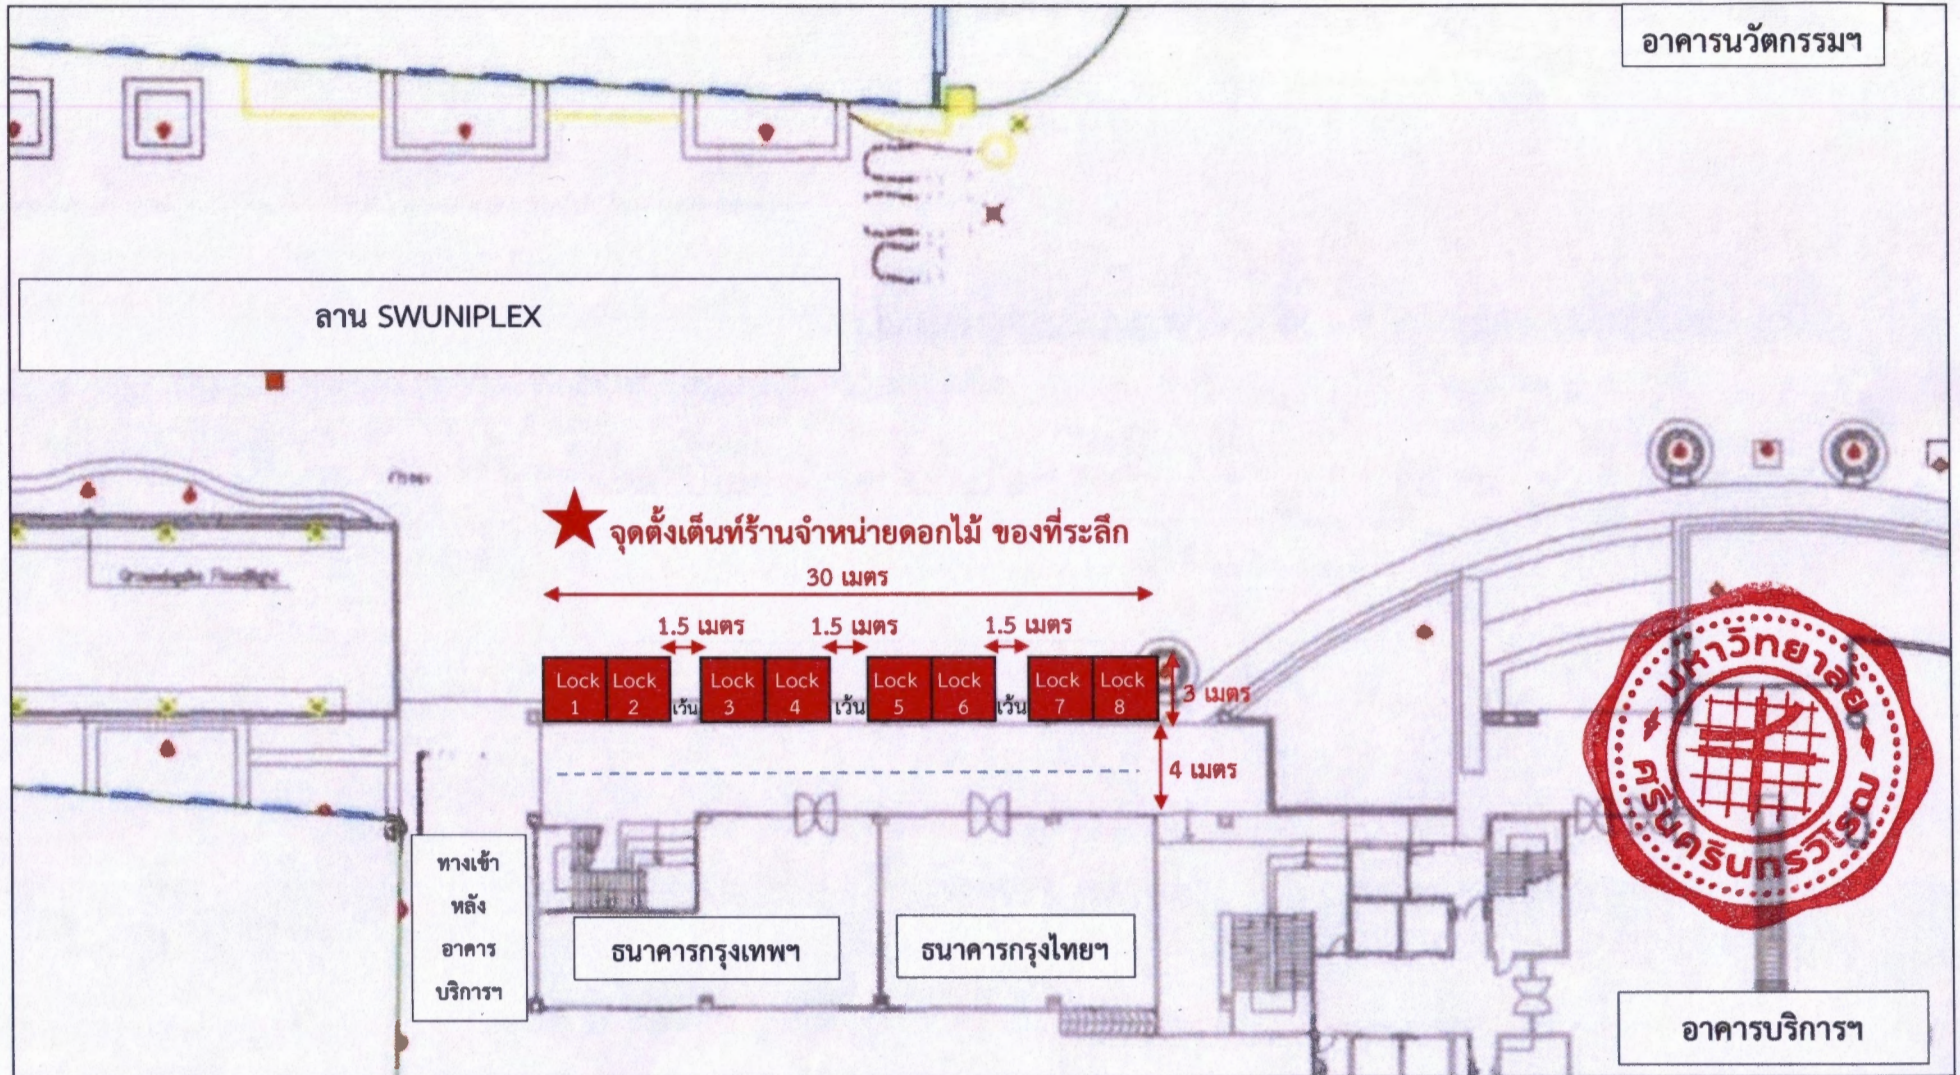 อาคารนวัตกรรมฯ
ลาน SWUNIPLEX
จุดตั้งเต็นท์ร้านจำหน่ายดอกไม้ ของที่ระลึก
30 เมตร
1.5 เมตร
1.5 เมตร
1.5 เมตร
Lock
1
Lock
2
เว้น
Lock
3
Lock
4
เว้น
Lock
5
Lock
6
เว้น
Lock
7
Lock
8
3 เมตร
4 เมตร
มหาวิทยาลัย
ศรีนครินทรวิโรฒ
ทางเข้า
หลัง
อาคาร
บริการฯ
ธนาคารกรุงเทพฯ
ธนาคารกรุงไทยฯ
อาคารบริการฯ